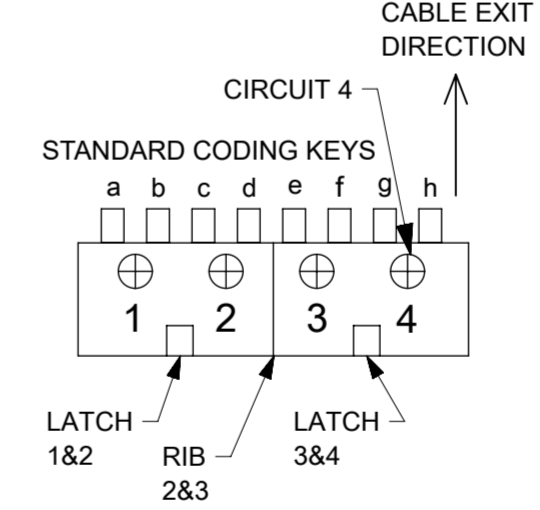 CABLE EXIT
DIRECTION
CIRCUIT 4
STANDARD CODING KEYS
a b c d e f g h
1 2 3 4
LATCH
1&2
RIB
2&3
LATCH
3&4